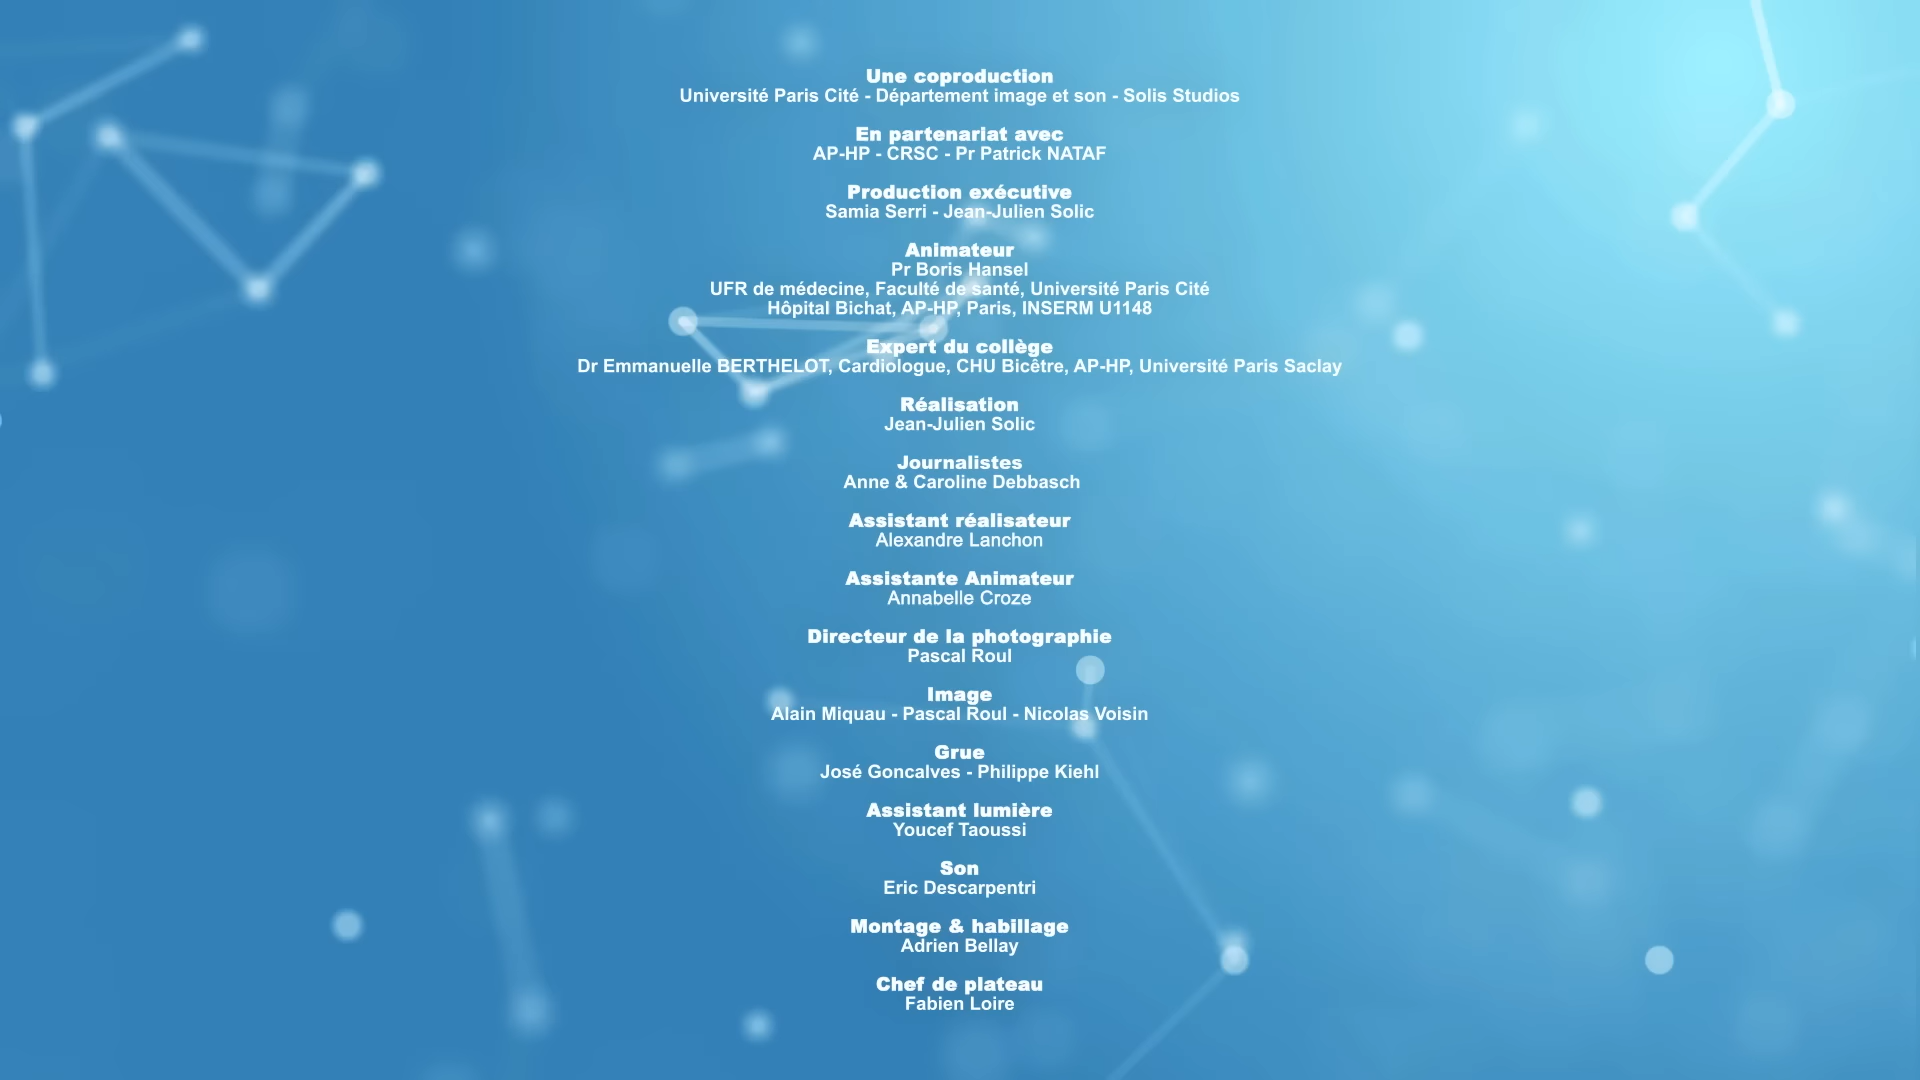 Une coproduction
Université Paris Cité - Département image et son - Solis Studios
En partenariat avec
AP-HP - CRSC - Pr Patrick NATAF
Production exécutive
Samia Serri - Jean-Julien Solic
Animateur
Pr Boris Hansel
UFR de médecine, Faculté de santé, Université Paris Cité
Hôpital Bichat, AP-HP, Paris, INSERM U1148
Expert du collège
Dr Emmanuelle BERTHELOT, Cardiologue, CHU Bicêtre, AP-HP, Université Paris Saclay
Réalisation
Jean-Julien Solic
Journalistes
Anne & Caroline Debbasch
Assistant réalisateur
Alexandre Lanchon
Assistante Animateur
Annabelle Croze
Directeur de la photographie
Pascal Roul
Image
Alain Miquau - Pascal Roul - Nicolas Voisin
Grue
José Goncalves - Philippe Kiehl
Assistant lumière
Youcef Taoussi
Son
Eric Descarpentri
Montage & habillage
Adrien Bellay
Chef de plateau
Fabien Loire